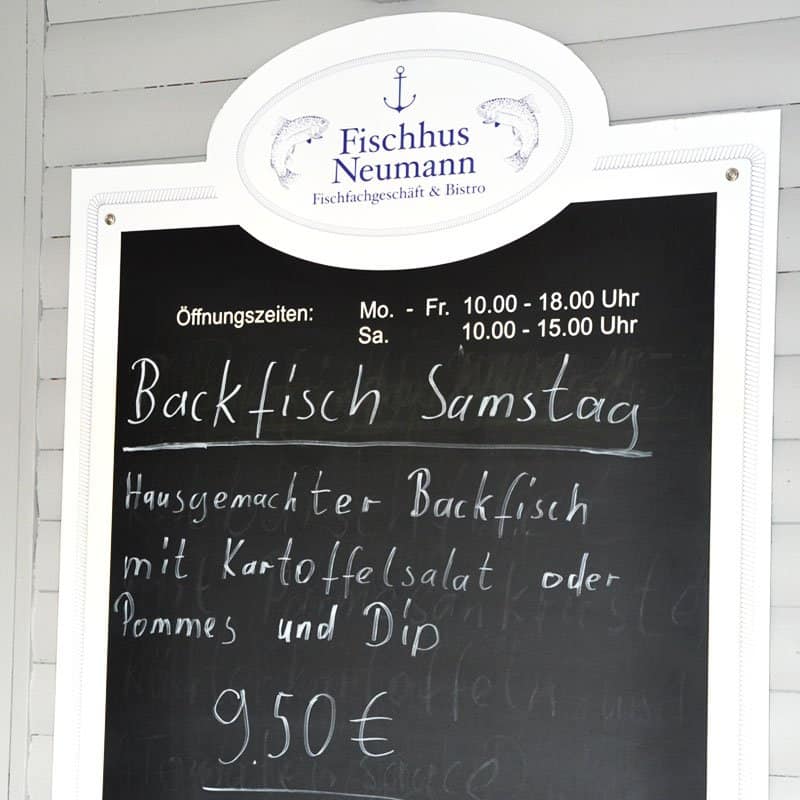 Fischhus
Neumann
Fischfachgeschäft & Bistro
Öffnungszeiten: Mo. - Fr. 10.00 - 18.00 Uhr
Sa. 10.00 - 15.00 Uhr
Backfisch Samstag
Hausgemachter Backfisch
mit Kartoffelsalat oder
Pommes und Dip
9.50 €